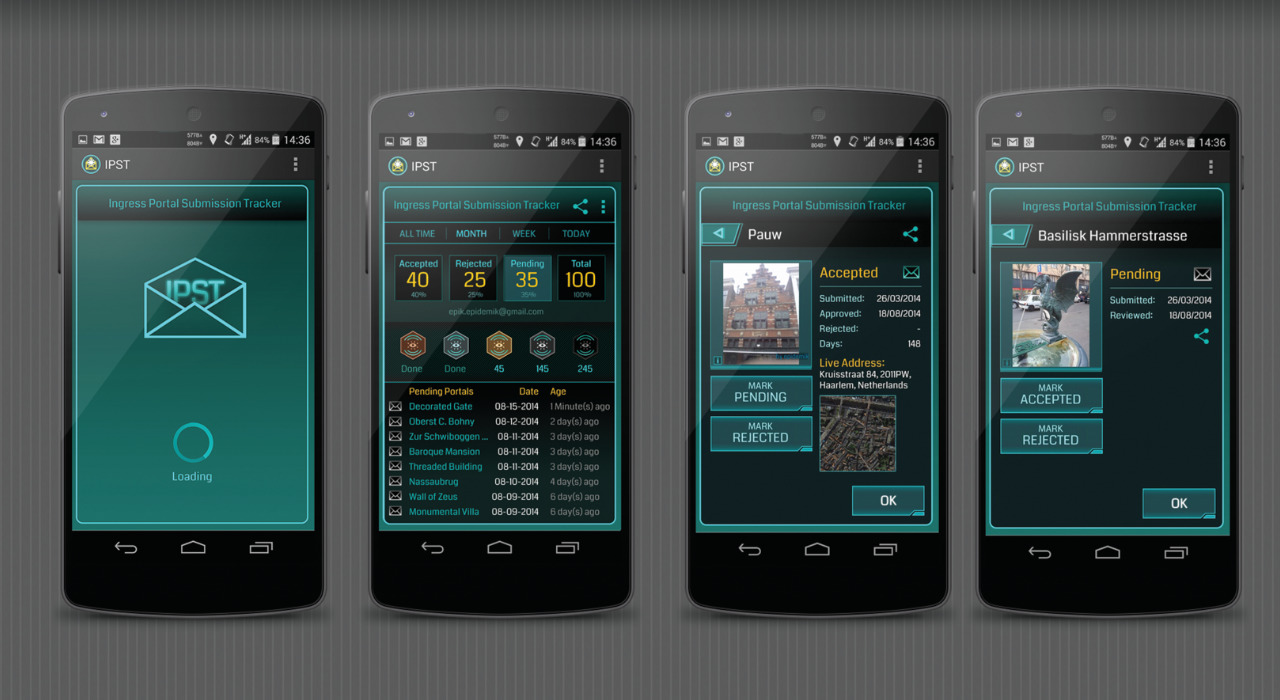 577B/s
804B/s
H+
84%
14:36
IPST
Ingress Portal Submission Tracker
IPST
Loading
577B/s
804B/s
H+
84%
14:36
IPST
Ingress Portal Submission Tracker
ALL TIME MONTH WEEK TODAY
Accepted Rejected Pending Total
40 25 35 100
40% 25% 35% 100%
epik.epidemik@gmail.com
Done Done 45 145 245
Pending Portals Date Age
Decorated Gate 08-15-2014 1 Minute(s) ago
Oberst C. Bohny 08-12-2014 2 day(s) ago
Zur Schwiboggen ... 08-11-2014 3 day(s) ago
Baroque Mansion 08-11-2014 3 day(s) ago
Threaded Building 08-11-2014 3 day(s) ago
Nassaubrug 08-10-2014 4 day(s) ago
Wall of Zeus 08-09-2014 6 day(s) ago
Monumental Villa 08-09-2014 6 day(s) ago
577B/s
804B/s
H+
84%
14:36
IPST
Ingress Portal Submission Tracker
Pauw
Accepted
Submitted: 26/03/2014
Approved: 18/08/2014
Rejected: -
Days: 148
Live Address:
Kruisstraat 84, 2011PW,
Haarlem, Netherlands
MARK
PENDING
MARK
REJECTED
OK
577B/s
804B/s
H+
84%
14:36
IPST
Ingress Portal Submission Tracker
Basilisk Hammerstrasse
Pending
Submitted: 26/03/2014
Reviewed: 18/08/2014
MARK
ACCEPTED
MARK
REJECTED
OK